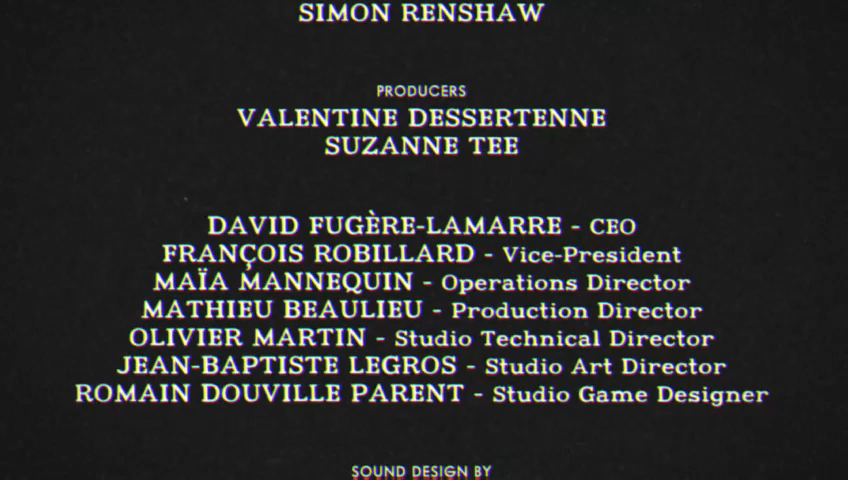 SIMON RENSHAW
PRODUCERS
VALENTINE DESSERTENNE
SUZANNE TEE
DAVID FUGÈRE-LAMARRE - CEO
FRANÇOIS ROBILLARD - Vice-President
MAÏA MANNEQUIN - Operations Director
MATHIEU BEAULIEU - Production Director
OLIVIER MARTIN - Studio Technical Director
JEAN-BAPTISTE LEGROS - Studio Art Director
ROMAIN DOUVILLE PARENT - Studio Game Designer
SOUND DESIGN BY